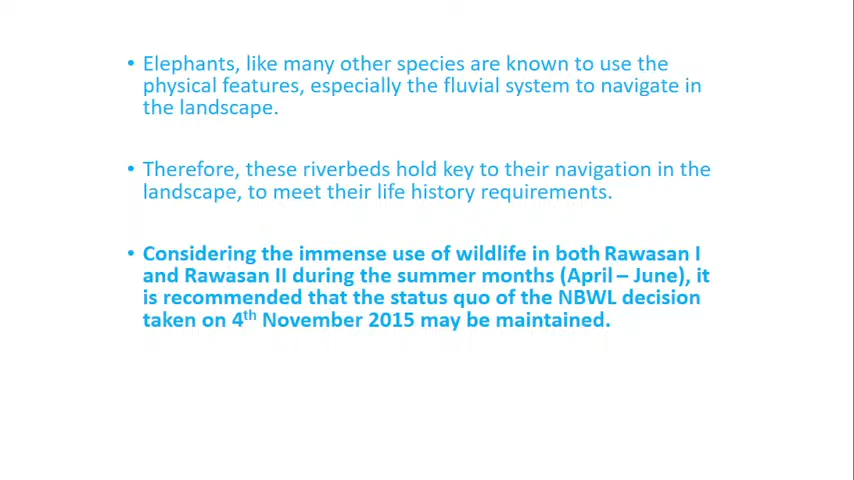 • Elephants, like many other species are known to use the
physical features, especially the fluvial system to navigate in
the landscape.
• Therefore, these riverbeds hold key to their navigation in the
landscape, to meet their life history requirements.
• Considering the immense use of wildlife in both Rawasan I
and Rawasan II during the summer months (April – June), it
is recommended that the status quo of the NBWL decision
taken on 4th November 2015 may be maintained.